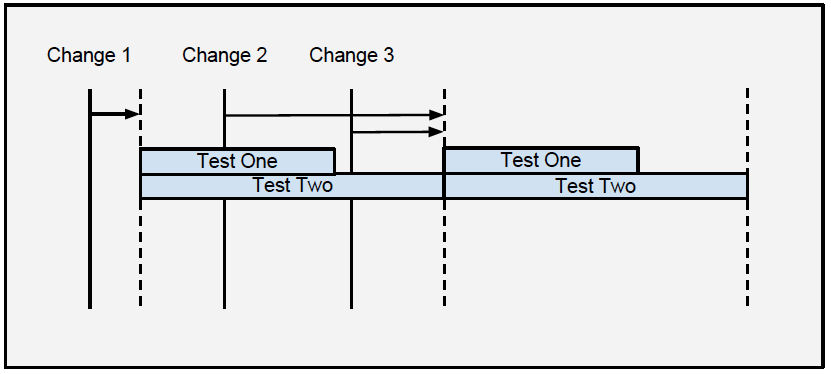 Change 1 Change 2 Change 3
Test One Test One
Test Two Test Two